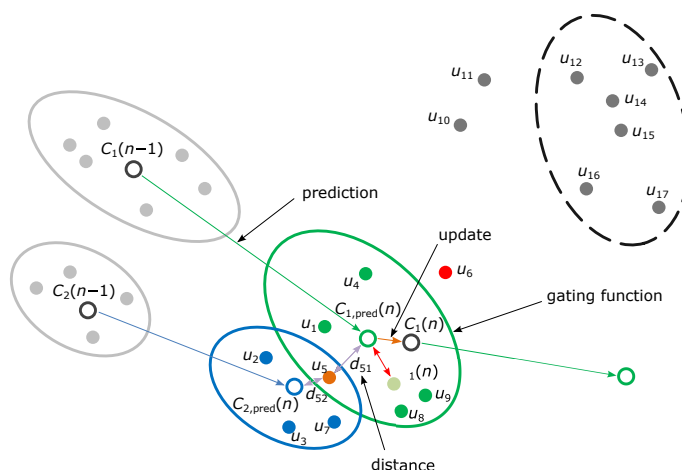 u11
u12
u13
u14
u10
u15
C1(n−1)
u16
u17
prediction
update
C2(n−1)
u4
u6
C1,pred(n)
gating function
u1
C1(n)
u2
u5
d51
1(n)
d52
u9
C2,pred(n)
u8
u7
u3
distance